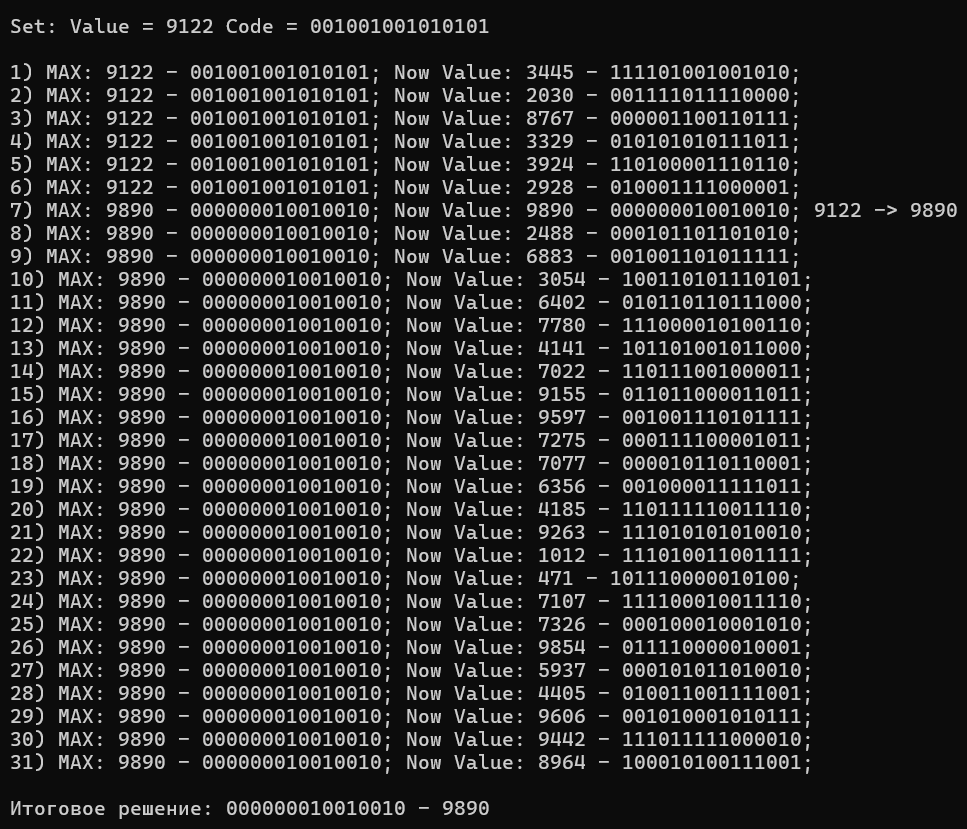 Set: Value = 9122 Code = 001001001010101
1) MAX: 9122 - 001001001010101; Now Value: 3445 - 111101001001010;
2) MAX: 9122 - 001001001010101; Now Value: 2030 - 001111011110000;
3) MAX: 9122 - 001001001010101; Now Value: 8767 - 000001100110111;
4) MAX: 9122 - 001001001010101; Now Value: 3329 - 010101010111011;
5) MAX: 9122 - 001001001010101; Now Value: 3924 - 110100001110110;
6) MAX: 9122 - 001001001010101; Now Value: 2928 - 010001111000001;
7) MAX: 9890 - 000000010010010; Now Value: 9890 - 000000010010010; 9122 -> 9890
8) MAX: 9890 - 000000010010010; Now Value: 2488 - 000101101101010;
9) MAX: 9890 - 000000010010010; Now Value: 6883 - 001001101011111;
10) MAX: 9890 - 000000010010010; Now Value: 3054 - 100110101110101;
11) MAX: 9890 - 000000010010010; Now Value: 6402 - 010110110111000;
12) MAX: 9890 - 000000010010010; Now Value: 7780 - 111000010100110;
13) MAX: 9890 - 000000010010010; Now Value: 4141 - 101101001011000;
14) MAX: 9890 - 000000010010010; Now Value: 7022 - 110111001000011;
15) MAX: 9890 - 000000010010010; Now Value: 9155 - 011011000011011;
16) MAX: 9890 - 000000010010010; Now Value: 9597 - 001001110101111;
17) MAX: 9890 - 000000010010010; Now Value: 7275 - 000111100001011;
18) MAX: 9890 - 000000010010010; Now Value: 7077 - 000010110110001;
19) MAX: 9890 - 000000010010010; Now Value: 6356 - 001000011111011;
20) MAX: 9890 - 000000010010010; Now Value: 4185 - 110111110011110;
21) MAX: 9890 - 000000010010010; Now Value: 9263 - 111010101010010;
22) MAX: 9890 - 000000010010010; Now Value: 1012 - 111010011001111;
23) MAX: 9890 - 000000010010010; Now Value: 471 - 101110000010100;
24) MAX: 9890 - 000000010010010; Now Value: 7107 - 111100010011110;
25) MAX: 9890 - 000000010010010; Now Value: 7326 - 000100010001010;
26) MAX: 9890 - 000000010010010; Now Value: 9854 - 011110000010001;
27) MAX: 9890 - 000000010010010; Now Value: 5937 - 000101011010010;
28) MAX: 9890 - 000000010010010; Now Value: 4405 - 010011001111001;
29) MAX: 9890 - 000000010010010; Now Value: 9606 - 001010001010111;
30) MAX: 9890 - 000000010010010; Now Value: 9442 - 111011111000010;
31) MAX: 9890 - 000000010010010; Now Value: 8964 - 100010100111001;
Итоговое решение: 000000010010010 - 9890